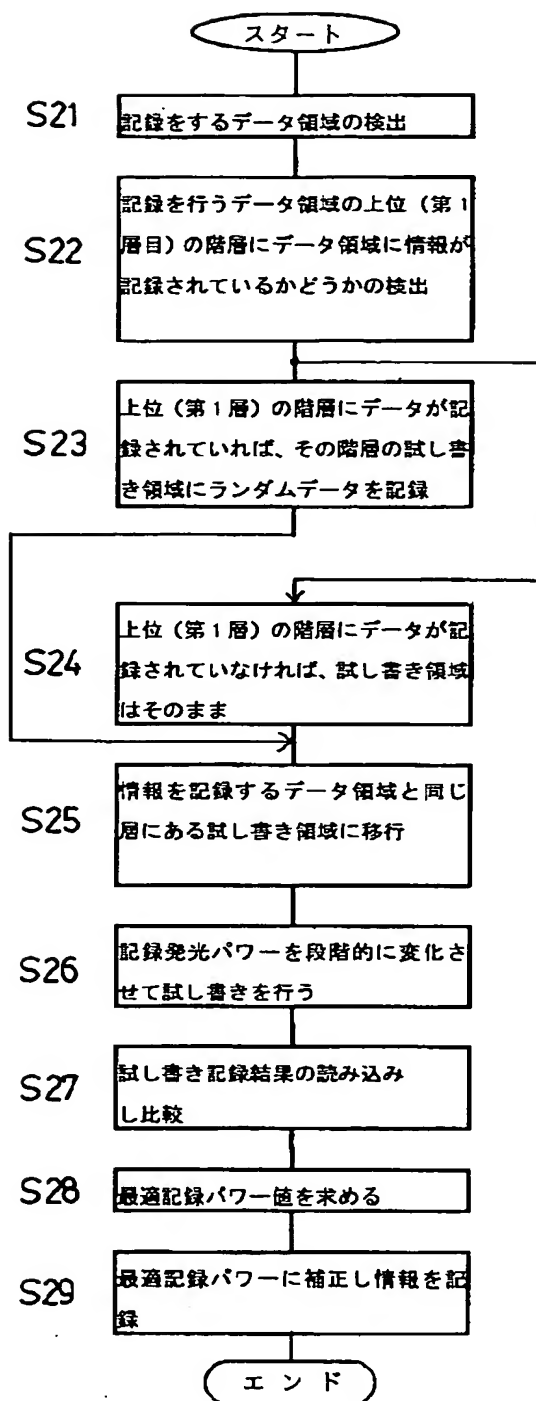 スタート
S21
記録をするデータ領域の検出
S22
記録を行うデータ領域の上位（第1
層目）の階層にデータ領域に情報が
記録されているかどうかの検出
S23
上位（第1層）の階層にデータが記
録されていれば、その階層の試し書
き領域にランダムデータを記録
S24
上位（第1層）の階層にデータが記
録されていなければ、試し書き領域
はそのまま
S25
情報を記録するデータ領域と同じ
層にある試し書き領域に移行
S26
記録発光パワーを段階的に変化さ
せて試し書きを行う
S27
試し書き記録結果の読み込み
し比較
S28
最適記録パワー値を求める
S29
最適記録パワーに補正し情報を記
録
エンド